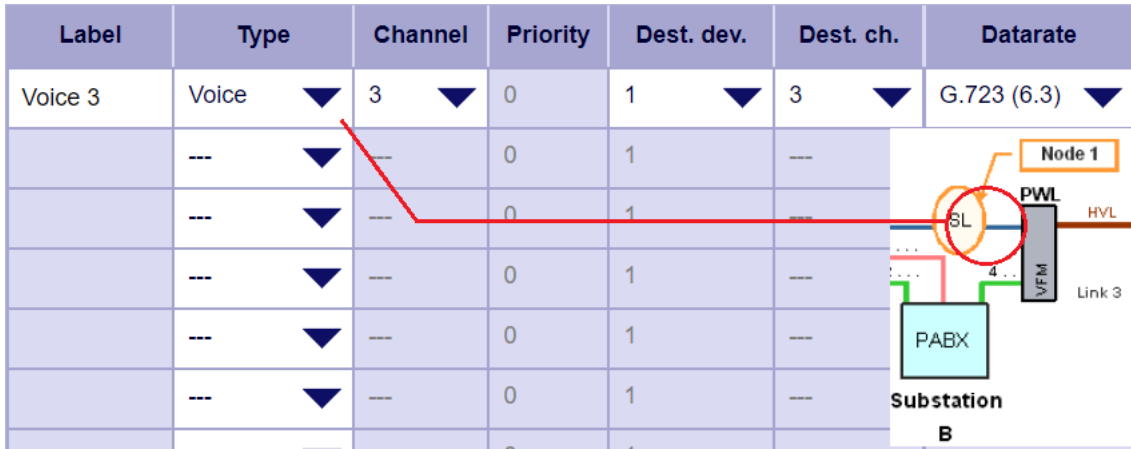 Label Type Channel Priority Dest. dev. Dest. ch. Datarate
Voice 3 Voice 3 0 1 3 G.723 (6.3)
--- --- 0 1 ---
--- --- 0 1 ---
--- --- 0 1 ---
--- --- 0 1 ---
--- --- 0 1 ---
Node 1
PWL
SL
HVL
. . .
4 . .
VFM
Link 3
PABX
Substation
B